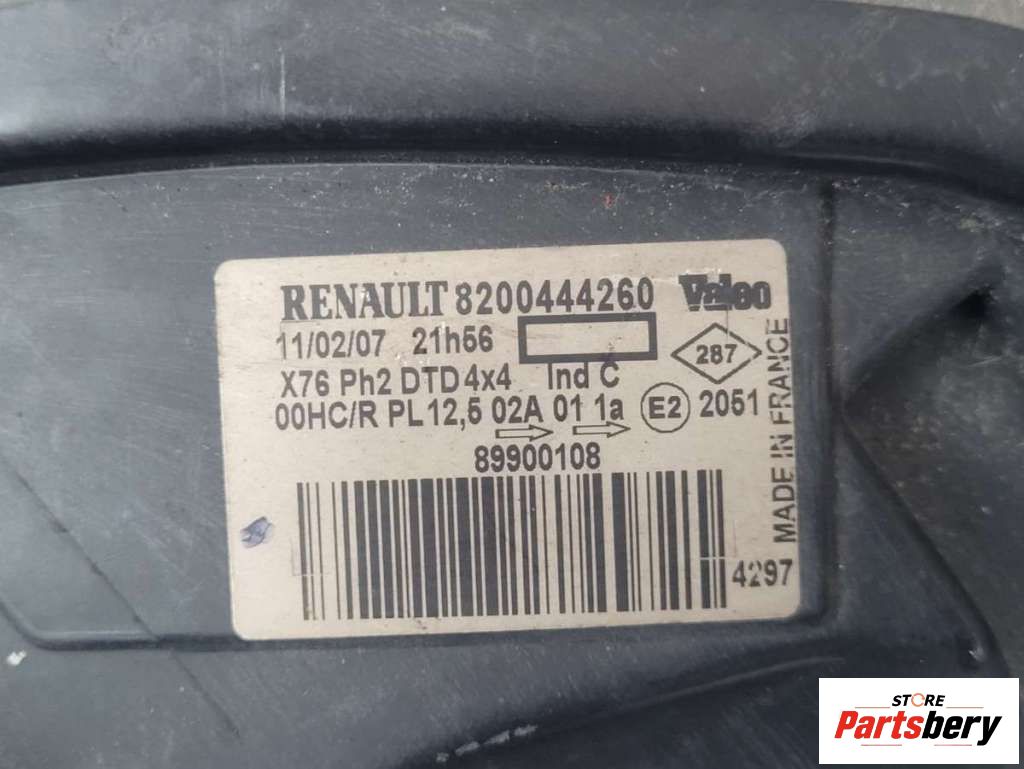 RENAULT 8200444260 Valeo
11/02/07 21h56
287
X76 Ph2 DTD 4x4 Ind C
00HC/R PL 12,5 02A 01 1a E2 2051
89900108
4297
MADE IN FRANCE
STORE
Partsbery